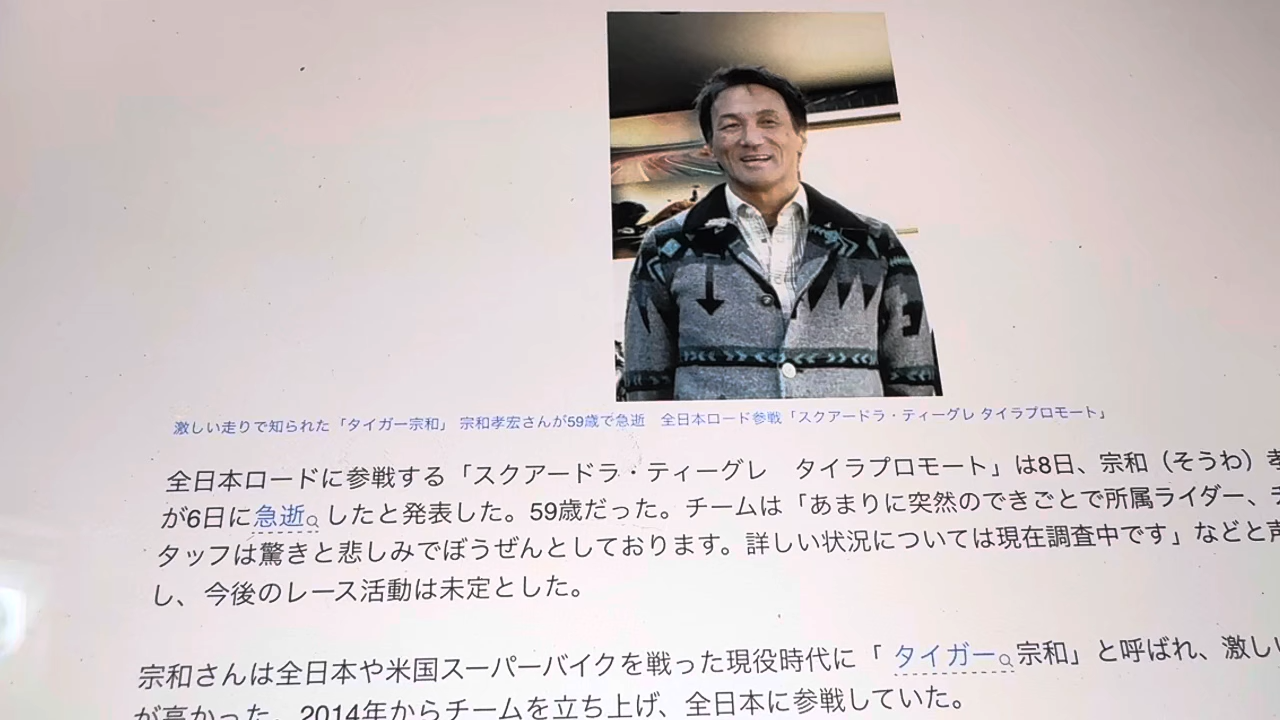 激しい走りで知られた「タイガー宗和」 宗和孝宏さんが59歳で急逝　全日本ロード参戦「スクアードラ・ティーグレ タイラプロモート」
全日本ロードに参戦する「スクアードラ・ティーグレ　タイラプロモート」は8日、宗和（そうわ）孝
が6日に急逝したと発表した。59歳だった。チームは「あまりに突然のできごとで所属ライダー、チ
タッフは驚きと悲しみでぼうぜんとしております。詳しい状況については現在調査中です」などと声
し、今後のレース活動は未定とした。
宗和さんは全日本や米国スーパーバイクを戦った現役時代に「タイガー宗和」と呼ばれ、激しい
が高かった。2014年からチームを立ち上げ、全日本に参戦していた。